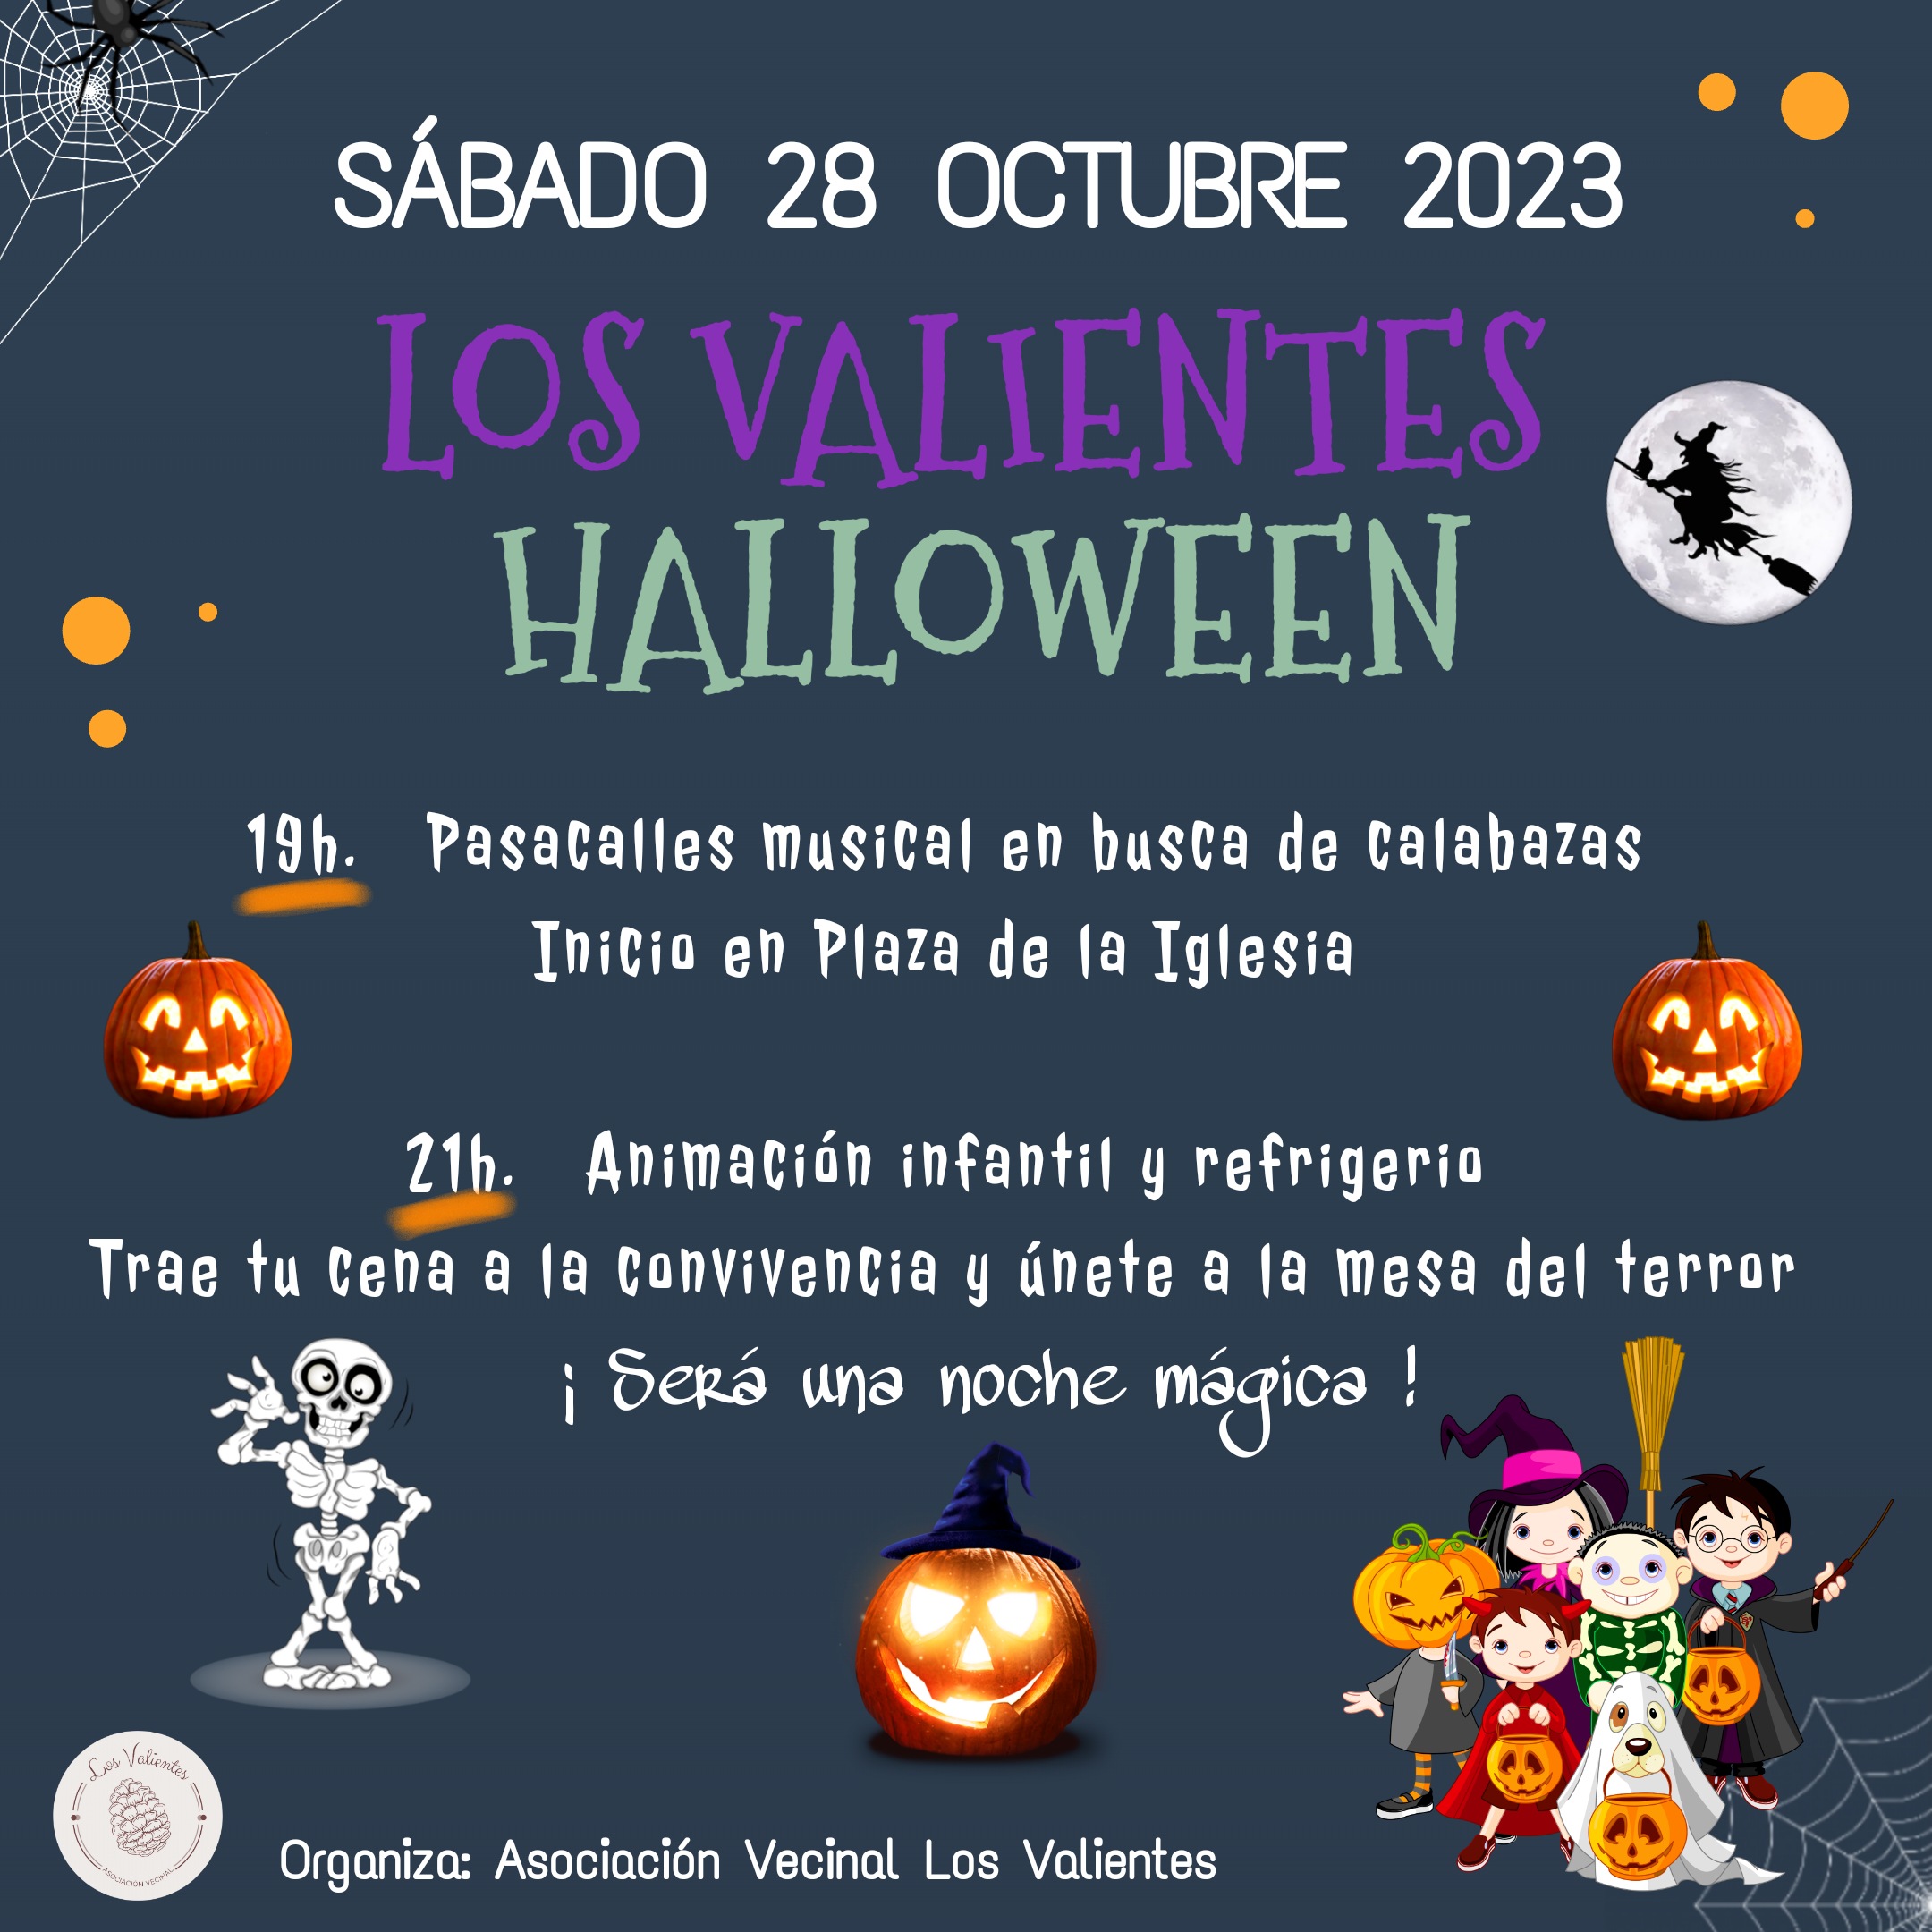 SÁBADO 28 OCTUBRE 2023
LOS VALIENTES
HALLOWEEN
19h. Pasacalles musical en busca de calabazas
Inicio en Plaza de la Iglesia
21h. Animación infantil y refrigerio
Trae tu cena a la convivencia y únete a la mesa del terror
¡ Será una noche mágica !
Los Valientes
ASOCIACIÓN VECINAL
Organiza: Asociación Vecinal Los Valientes